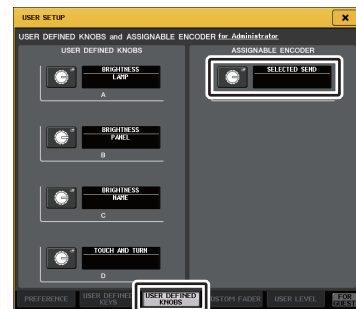 USER SETUP
USER DEFINED KNOBS and ASSIGNABLE ENCODER for Administrator
USER DEFINED KNOBS
ASSIGNABLE ENCODER
BRIGHTNESS
LAMP
A
SELECTED SEND
BRIGHTNESS
PANEL
B
BRIGHTNESS
NAME
C
TOUCH AND TURN
D
PREFERENCE
USER DEFINED
KEYS
USER DEFINED
KNOBS
USTOM FADER
USER LEVEL
FOR
GUEST